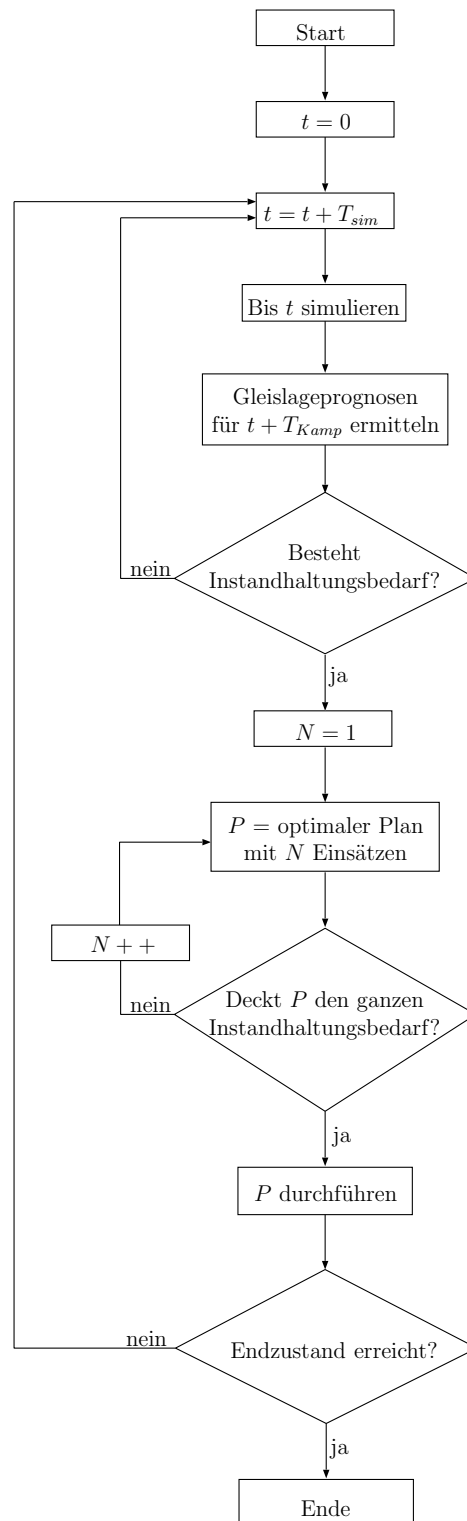 Start
t = 0
t = t + T_sim
Bis t simulieren
Gleislageprognosen
für t + T_Kamp ermitteln
Besteht
Instandhaltungsbedarf?
nein
ja
N = 1
P = optimaler Plan
mit N Einsätzen
N + +
Deckt P den ganzen
Instandhaltungsbedarf?
nein
ja
P durchführen
Endzustand erreicht?
nein
ja
Ende